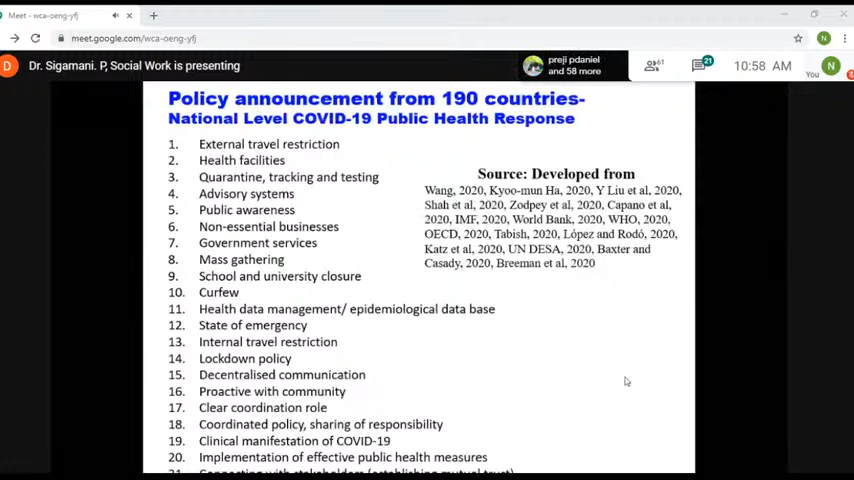 Meet - wca-oeng-yfj
meet.google.com/wca-oeng-yfj
N
D
Dr. Sigamani. P, Social Work is presenting
preji pdaniel
and 58 more
61
21
10:58 AM
You
N
Policy announcement from 190 countries-
National Level COVID-19 Public Health Response
1. External travel restriction
2. Health facilities
3. Quarantine, tracking and testing
4. Advisory systems
5. Public awareness
6. Non-essential businesses
7. Government services
8. Mass gathering
9. School and university closure
10. Curfew
11. Health data management/ epidemiological data base
12. State of emergency
13. Internal travel restriction
14. Lockdown policy
15. Decentralised communication
16. Proactive with community
17. Clear coordination role
18. Coordinated policy, sharing of responsibility
19. Clinical manifestation of COVID-19
20. Implementation of effective public health measures
21. Connecting with stakeholders (establishing mutual trust)
Source: Developed from
Wang, 2020, Kyoo-mun Ha, 2020, Y Liu et al, 2020,
Shah et al, 2020, Zodpey et al, 2020, Capano et al,
2020, IMF, 2020, World Bank, 2020, WHO, 2020,
OECD, 2020, Tabish, 2020, López and Rodó, 2020,
Katz et al, 2020, UN DESA, 2020, Baxter and
Casady, 2020, Breeman et al, 2020